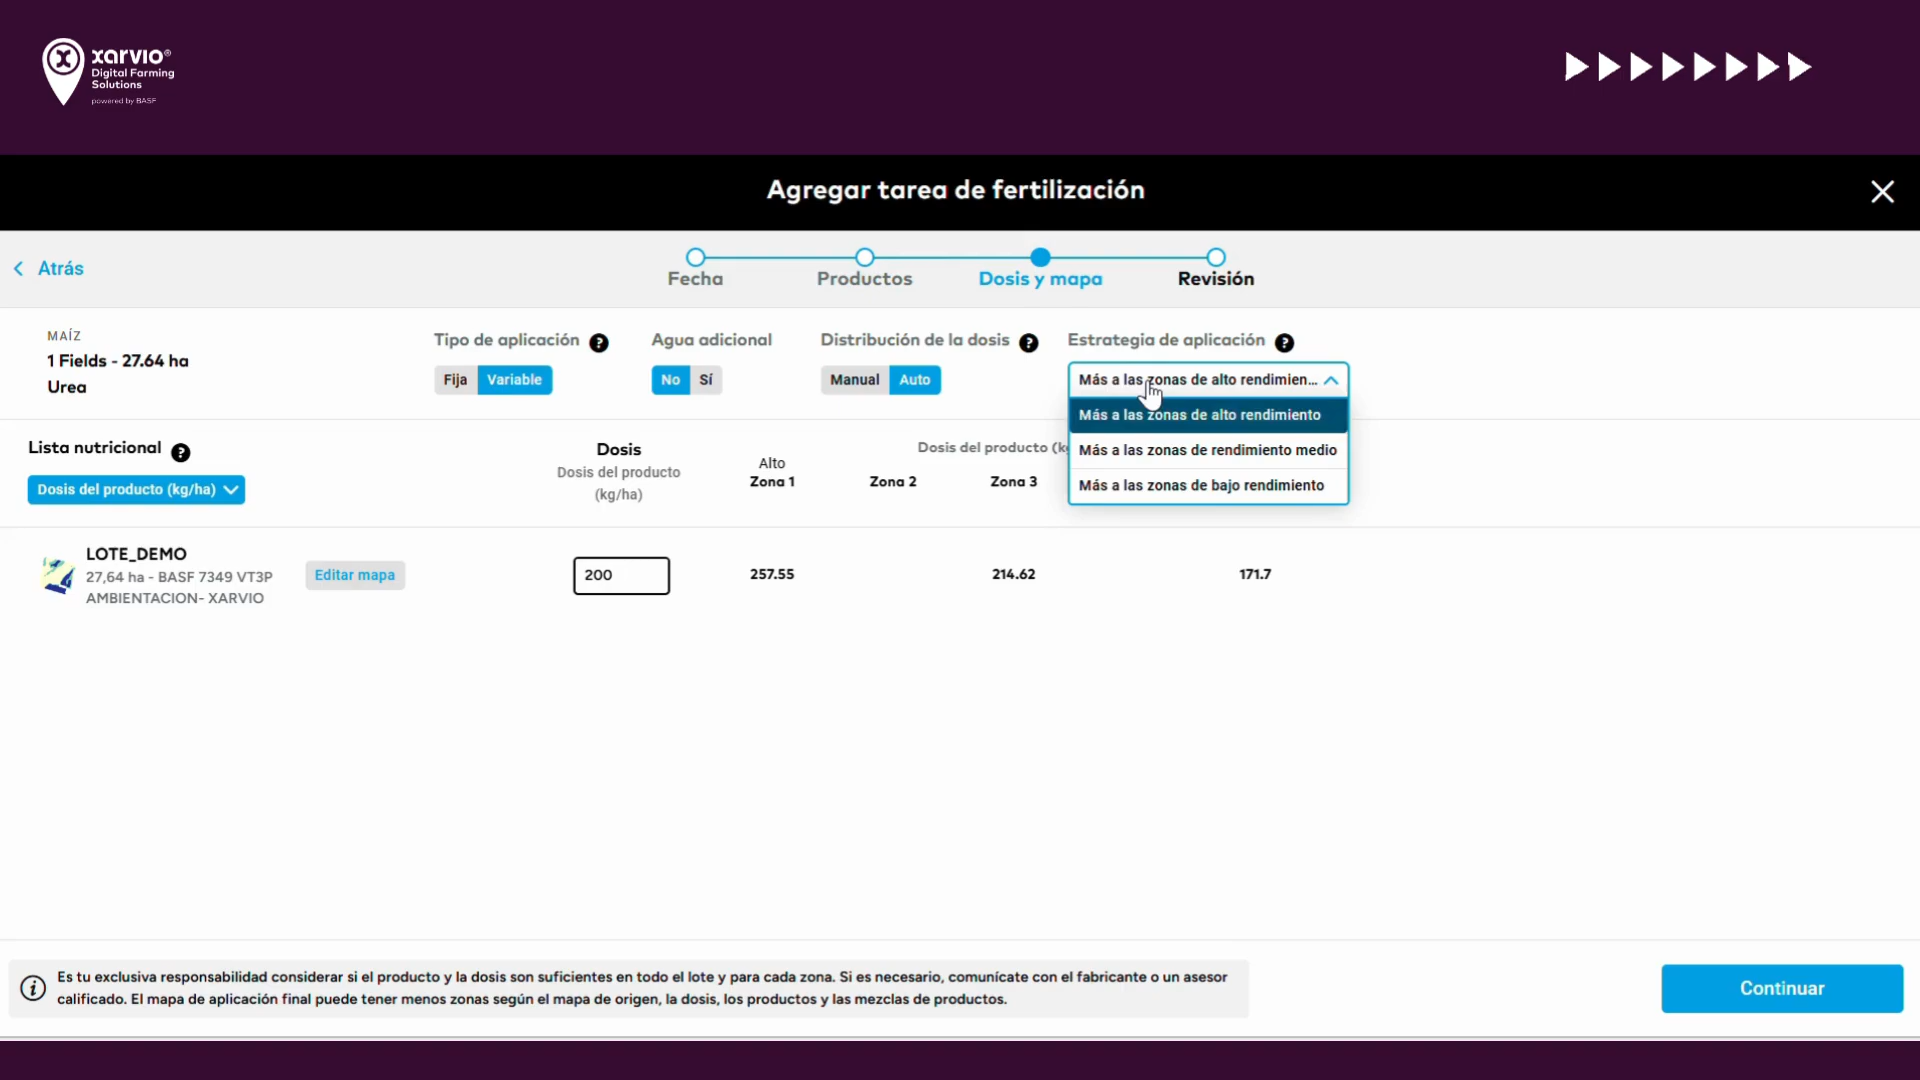 xarvio®
Digital Farming
Solutions
powered by BASF
Agregar tarea de fertilización
Atrás
Fecha
Productos
Dosis y mapa
Revisión
MAÍZ
1 Fields - 27.64 ha
Urea
Tipo de aplicación ?
Fija Variable
Agua adicional
No Sí
Distribución de la dosis ?
Manual Auto
Estrategia de aplicación ?
Más a las zonas de alto rendimien...
Más a las zonas de alto rendimiento
Más a las zonas de rendimiento medio
Más a las zonas de bajo rendimiento
Lista nutricional ?
Dosis del producto (kg/ha)
Dosis
Dosis del producto
(kg/ha)
Dosis del producto
Alto
Zona 1
Zona 2
Zona 3
LOTE_DEMO
27,64 ha - BASF 7349 VT3P
AMBIENTACION- XARVIO
Editar mapa
200
257.55
214.62
171.7
Es tu exclusiva responsabilidad considerar si el producto y la dosis son suficientes en todo el lote y para cada zona. Si es necesario, comunícate con el fabricante o un asesor
calificado. El mapa de aplicación final puede tener menos zonas según el mapa de origen, la dosis, los productos y las mezclas de productos.
Continuar